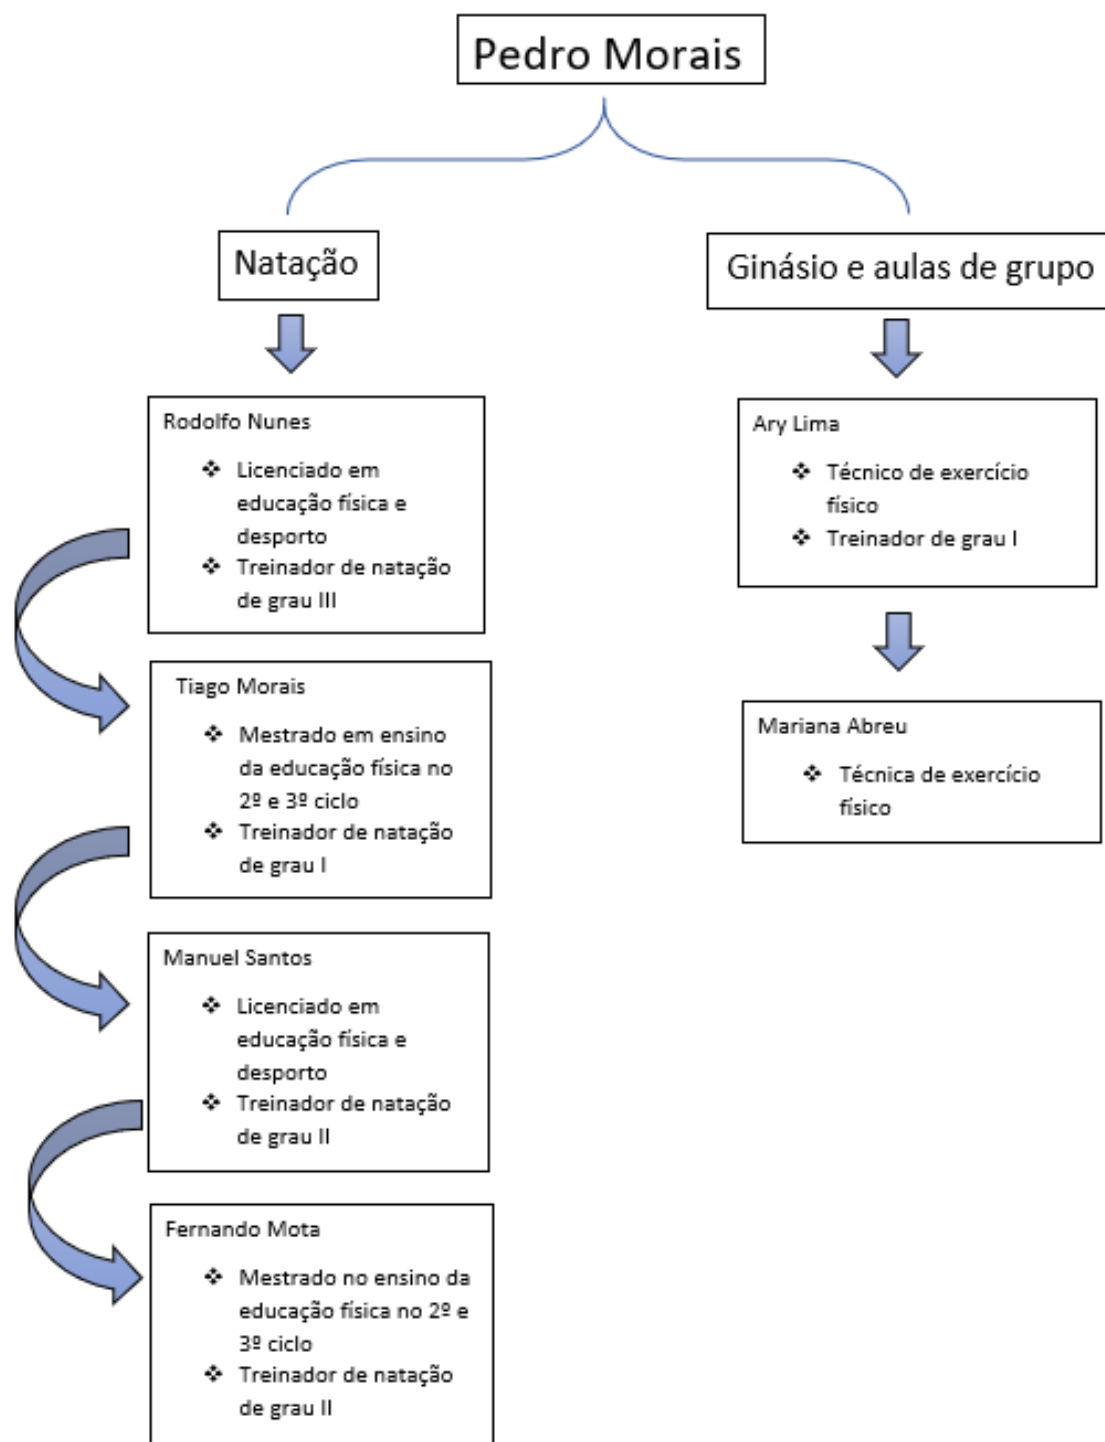 Pedro Morais
Natação
Rodolfo Nunes
❖ Licenciado em
educação física e
desporto
❖ Treinador de natação
de grau III
Tiago Morais
❖ Mestrado em ensino
da educação física no
2º e 3º ciclo
❖ Treinador de natação
de grau I
Manuel Santos
❖ Licenciado em
educação física e
desporto
❖ Treinador de natação
de grau II
Fernando Mota
❖ Mestrado no ensino da
educação física no 2º e
3º ciclo
❖ Treinador de natação
de grau II
Ginásio e aulas de grupo
Ary Lima
❖ Técnico de exercício
físico
❖ Treinador de grau I
Mariana Abreu
❖ Técnica de exercício
físico